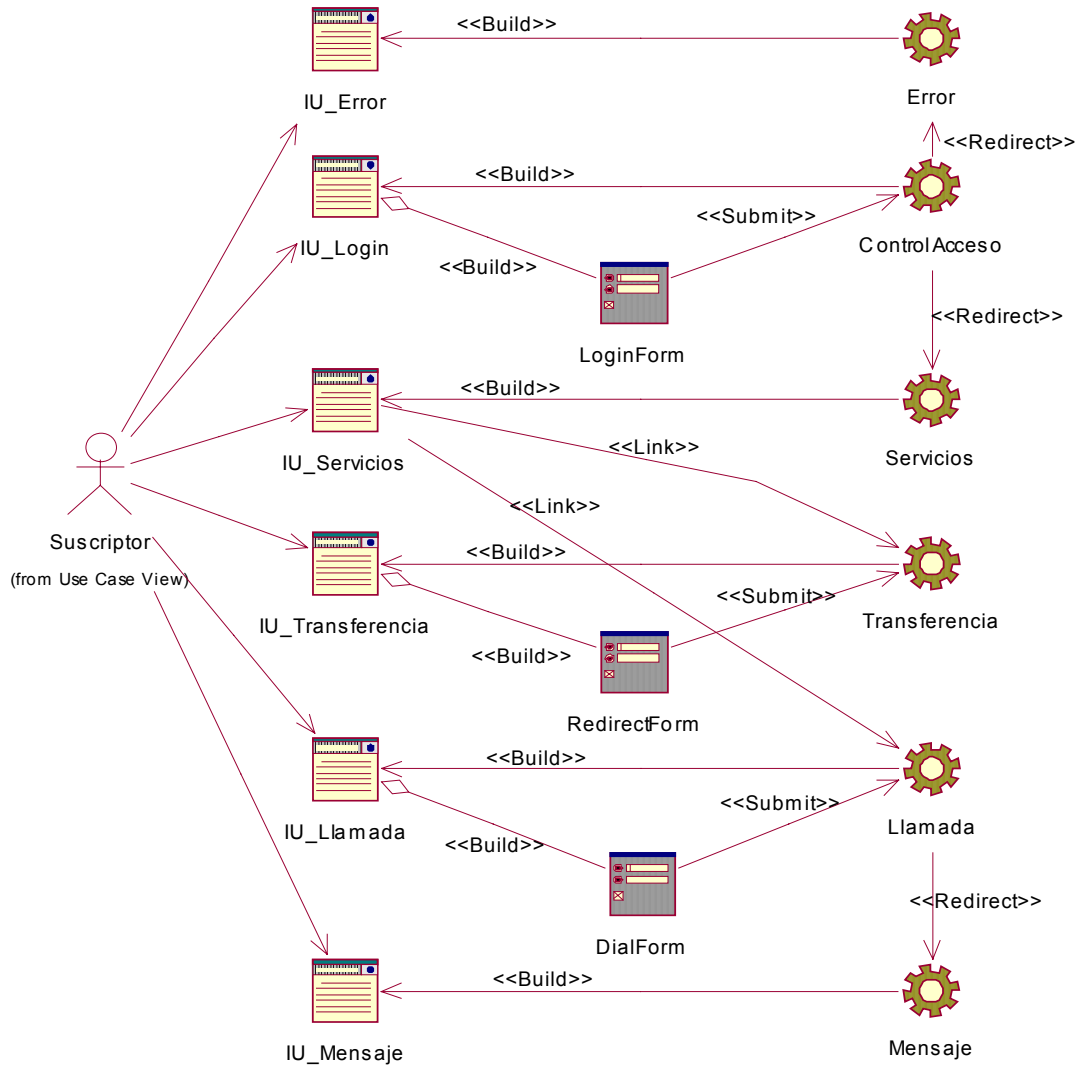 <<Build>>
IU_Error
Error
<<Redirect>>
<<Build>>
<<Submit>>
IU_Login
ControlAcceso
<<Build>>
<<Redirect>>
LoginForm
<<Build>>
<<Link>>
IU_Servicios
Servicios
<<Link>>
Suscriptor
(from Use Case View)
<<Build>>
<<Submit>>
IU_Transferencia
Transferencia
<<Build>>
RedirectForm
<<Build>>
<<Submit>>
IU_Llamada
Llamada
<<Build>>
<<Redirect>>
DialForm
<<Build>>
IU_Mensaje
Mensaje